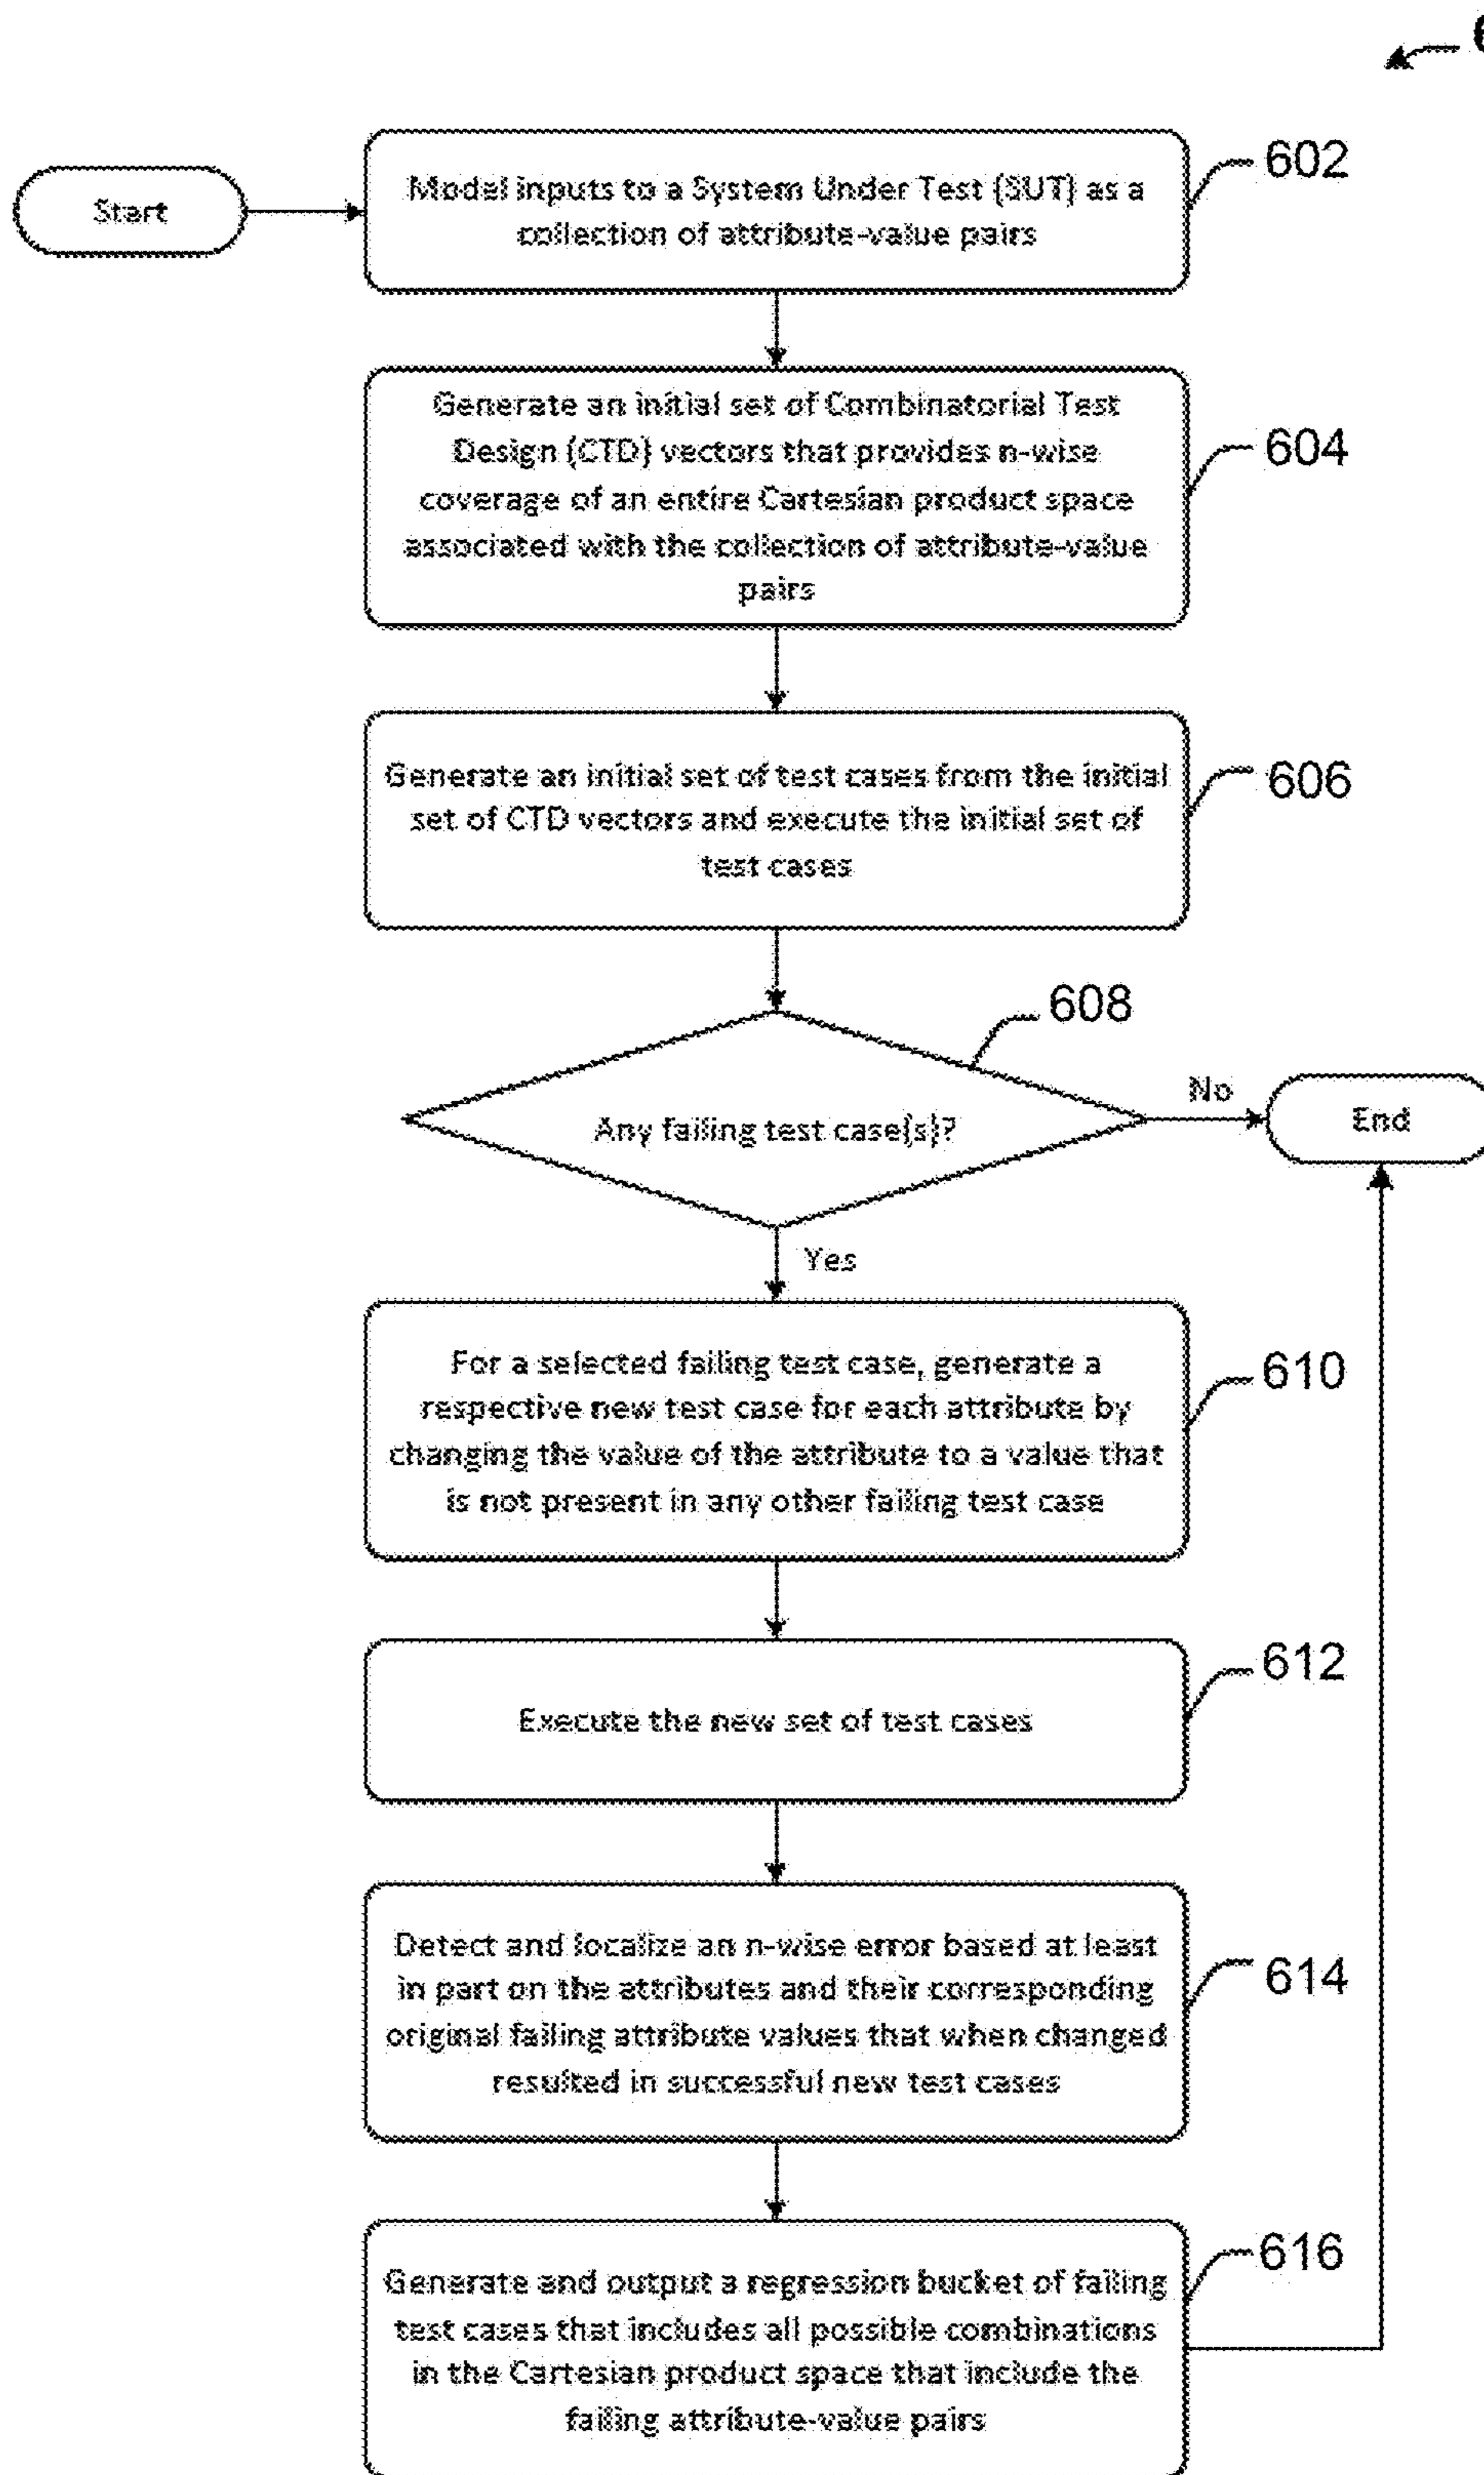 Start
Model inputs to a System Under Test (SUT) as a
collection of attribute-value pairs
602
Generate an initial set of Combinatorial Test
Design (CTD) vectors that provides n-wise
coverage of an entire Cartesian product space
associated with the collection of attribute-value
pairs
604
Generate an initial set of test cases from the initial
set of CTD vectors and execute the initial set of
test cases
606
608
Any failing test case(s)?
No
End
Yes
For a selected failing test case, generate a
respective new test case for each attribute by
changing the value of the attribute to a value that
is not present in any other failing test case
610
Execute the new set of test cases
612
Detect and localize an n-wise error based at least
in part on the attributes and their corresponding
original failing attribute values that when changed
resulted in successful new test cases
614
Generate and output a regression bucket of failing
test cases that includes all possible combinations
in the Cartesian product space that include the
failing attribute-value pairs
616